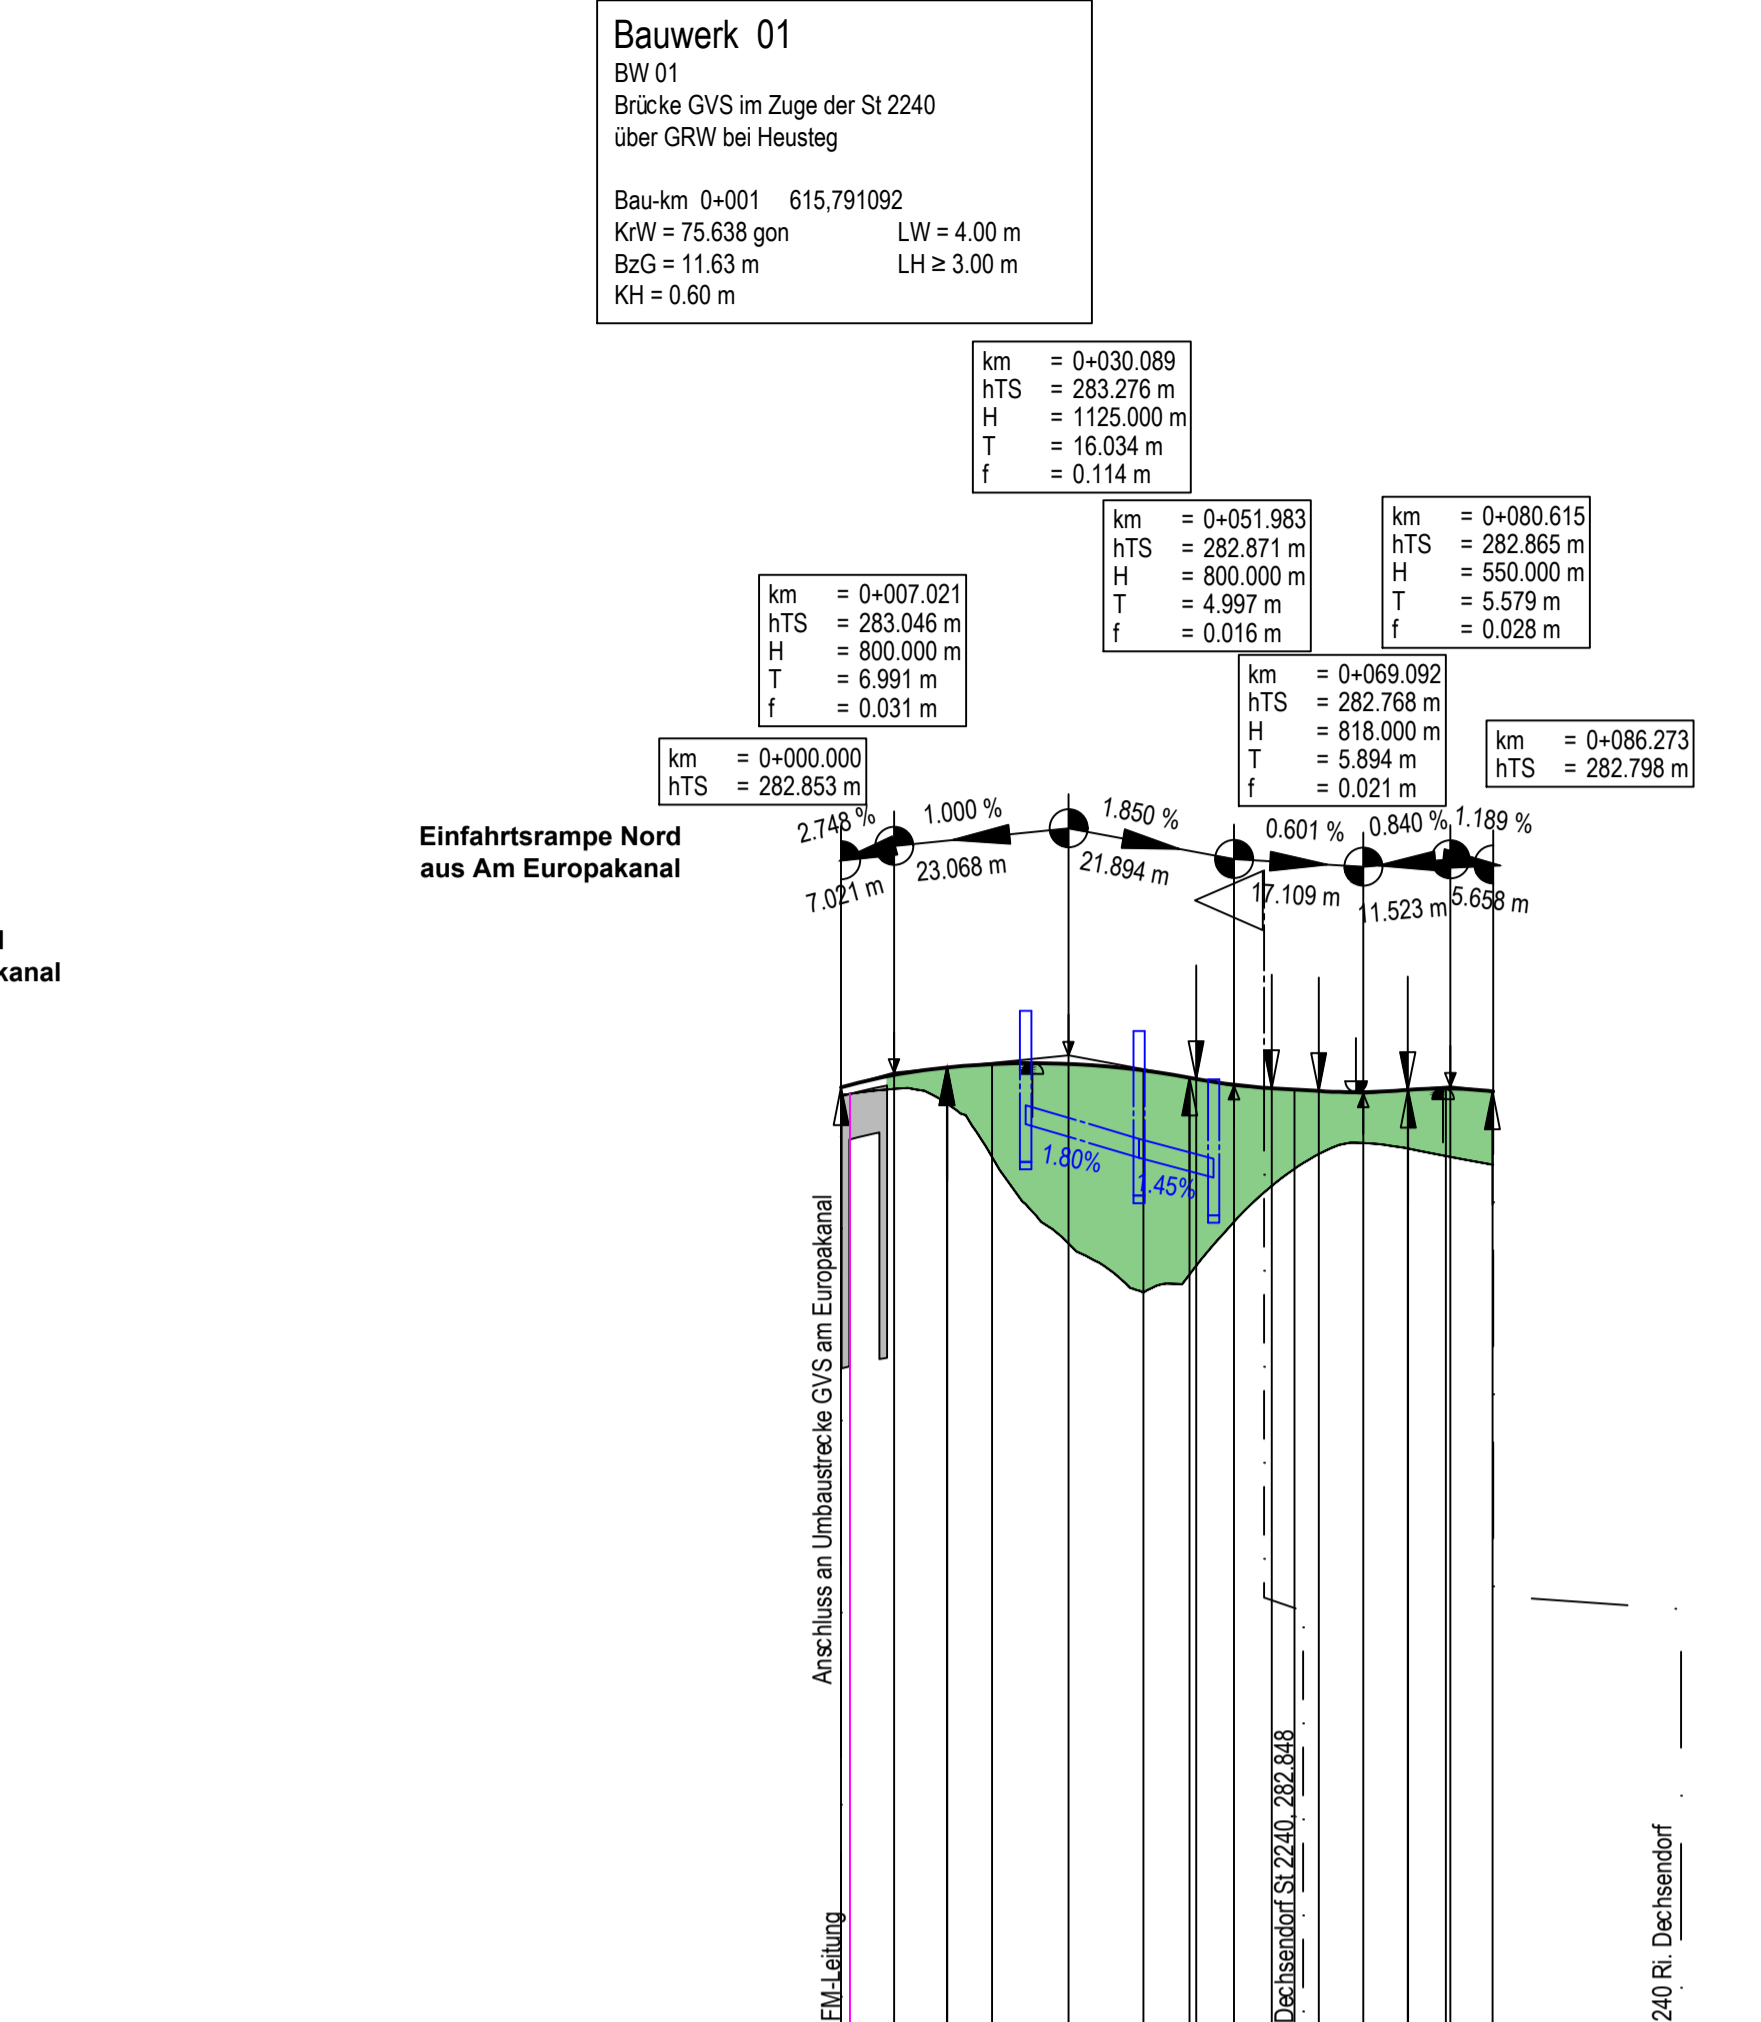 Bauwerk 01
BW 01
Brücke GVS im Zuge der St 2240
über GRW bei Heusteg
Bau-km 0+001 615,791092
KrW = 75.638 gon LW = 4.00 m
BzG = 11.63 m LH ≥ 3.00 m
KH = 0.60 m
km = 0+030.089
hTS = 283.276 m
H = 1125.000 m
T = 16.034 m
f = 0.114 m
km = 0+051.983
hTS = 282.871 m
H = 800.000 m
T = 4.997 m
f = 0.016 m
km = 0+080.615
hTS = 282.865 m
H = 550.000 m
T = 5.579 m
f = 0.028 m
km = 0+007.021
hTS = 283.046 m
H = 800.000 m
T = 6.991 m
f = 0.031 m
km = 0+069.092
hTS = 282.768 m
H = 818.000 m
T = 5.894 m
f = 0.021 m
km = 0+000.000
hTS = 282.853 m
km = 0+086.273
hTS = 282.798 m
Einfahrtsrampe Nord
aus Am Europakanal
2.748 %
1.000 %
1.850 %
0.601 %
0.840 %
1.189 %
7.021 m
23.068 m
21.894 m
17.109 m
11.523 m
5.658 m
kanal
1.80%
1.45%
Anschluss an Umbaustrecke GVS am Europakanal
FM-Leitung
Dechsendorf St 2240, 282.848
240 Ri. Dechsendorf